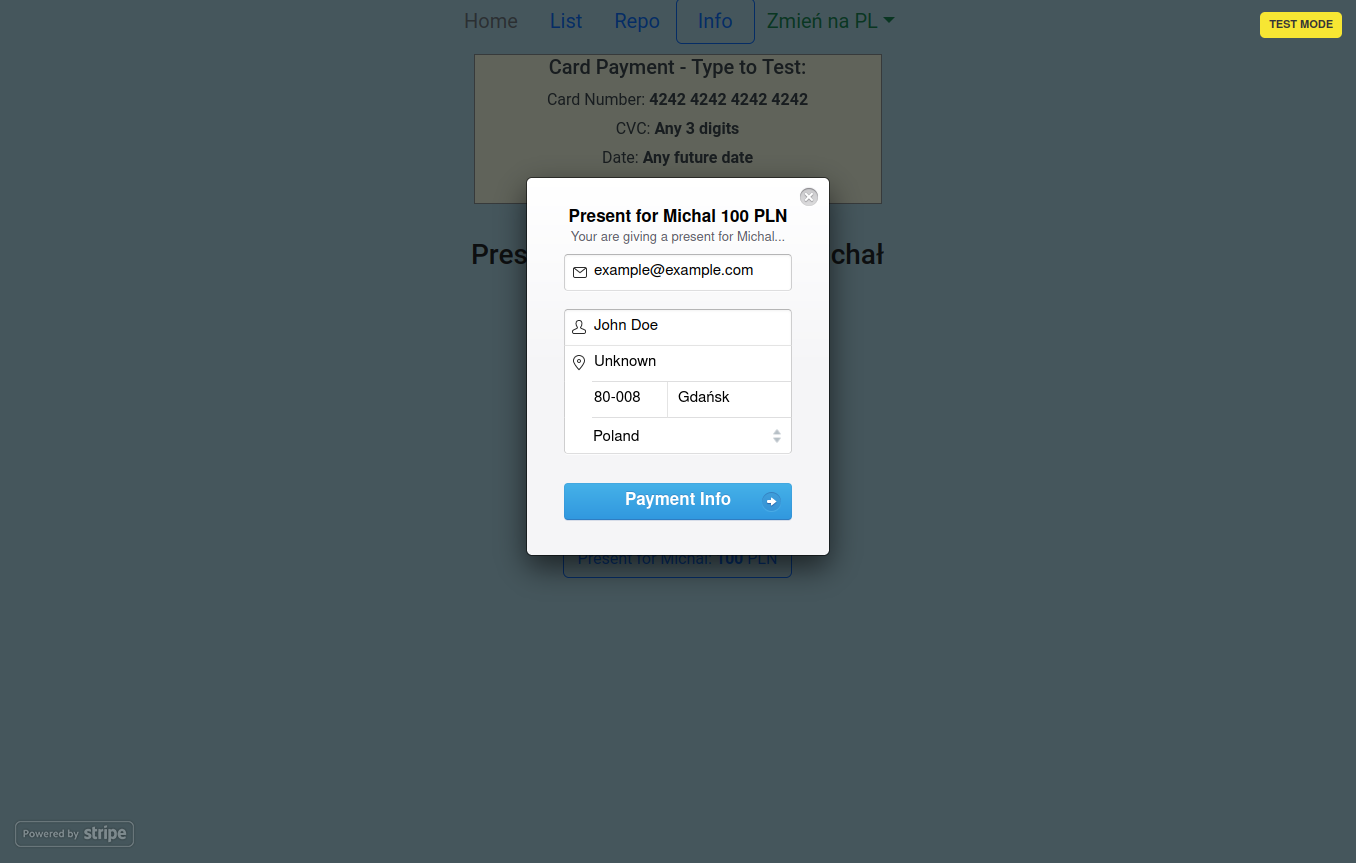 Home List Repo Info Zmień na PL
TEST MODE
Card Payment - Type to Test:
Card Number: 4242 4242 4242 4242
CVC: Any 3 digits
Date: Any future date
Present for Michal 100 PLN
Your are giving a present for Michal...
Pres
chał
example@example.com
John Doe
Unknown
80-008 Gdańsk
Poland
Payment Info
Present for Michal: 100 PLN
Powered by stripe